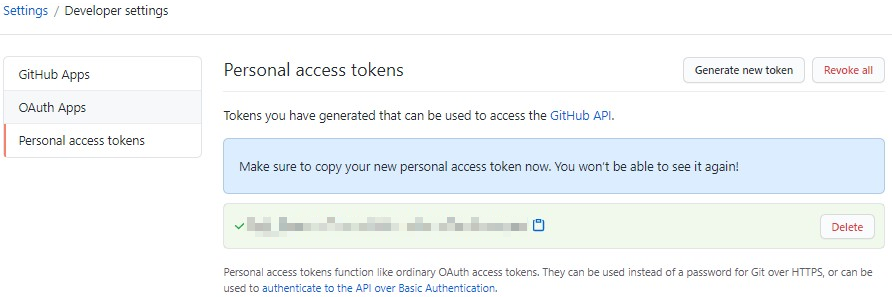 Settings / Developer settings
GitHub Apps
OAuth Apps
Personal access tokens
Personal access tokens
Generate new token
Revoke all
Tokens you have generated that can be used to access the GitHub API.
Make sure to copy your new personal access token now. You won't be able to see it again!
Delete
Personal access tokens function like ordinary OAuth access tokens. They can be used instead of a password for Git over HTTPS, or can be
used to authenticate to the API over Basic Authentication.